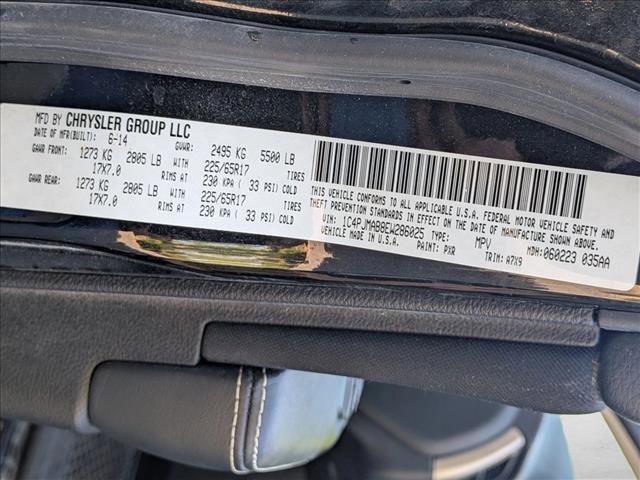 MFD BY CHRYSLER GROUP LLC
DATE OF MFR(BUILT): 6-14 GVWR: 2495 KG 5500 LB
GAWR FRONT: 1273 KG 2805 LB WITH 225/65R17
17X7.0 RIMS AT 230 KPA ( 33 PSI) COLD
GAWR REAR: 1273 KG 2805 LB WITH 225/65R17
17X7.0 RIMS AT 230 KPA ( 33 PSI) COLD
THIS VEHICLE CONFORMS TO ALL APPLICABLE U.S.A. FEDERAL MOTOR VEHICLE SAFETY AND
THEFT PREVENTION STANDARDS IN EFFECT ON THE DATE OF MANUFACTURE SHOWN ABOVE.
VIN: 1C4PJMAB8EW286025 TYPE: MPV MDH: 060223 035AA
VEHICLE MADE IN U.S.A. PAINT: PXR TRIM: A7X9